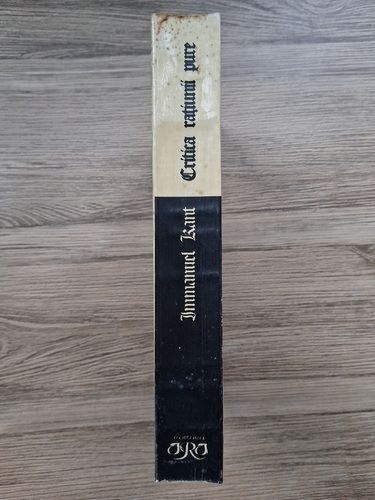 Critica rațiunii pure
Immanuel Kant